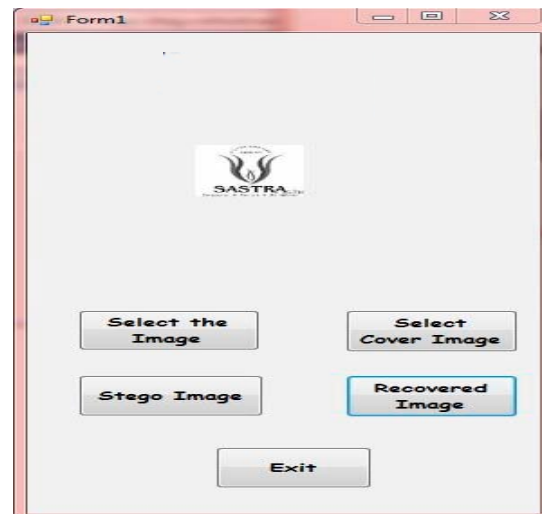 Form1
SASTRA
Select the
Image
Select
Cover Image
Stego Image
Recovered
Image
Exit